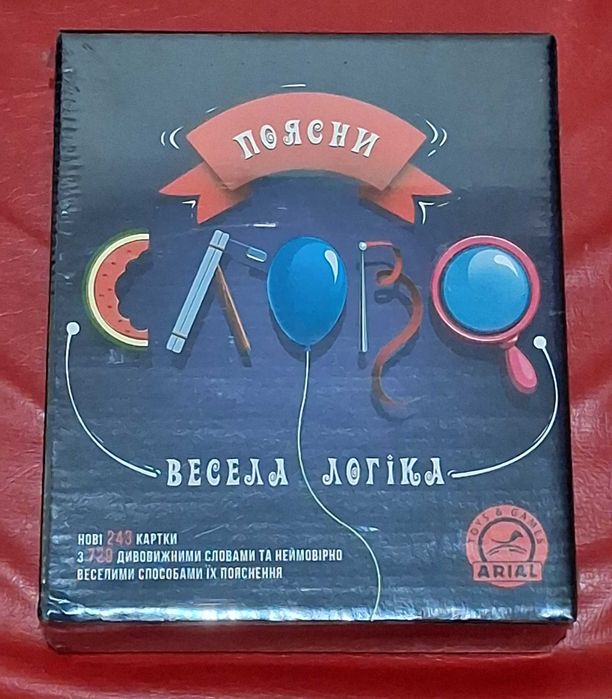 ПОЯСНИ
СЛОВО
ВЕСЕЛА ЛОГІКА
НОВІ 243 КАРТКИ
З 729 ДИВОВИЖНИМИ СЛОВАМИ ТА НЕЙМОВІРНО
ВЕСЕЛИМИ СПОСОБАМИ ЇХ ПОЯСНЕННЯ
TOYS & GAMES
ARIAL